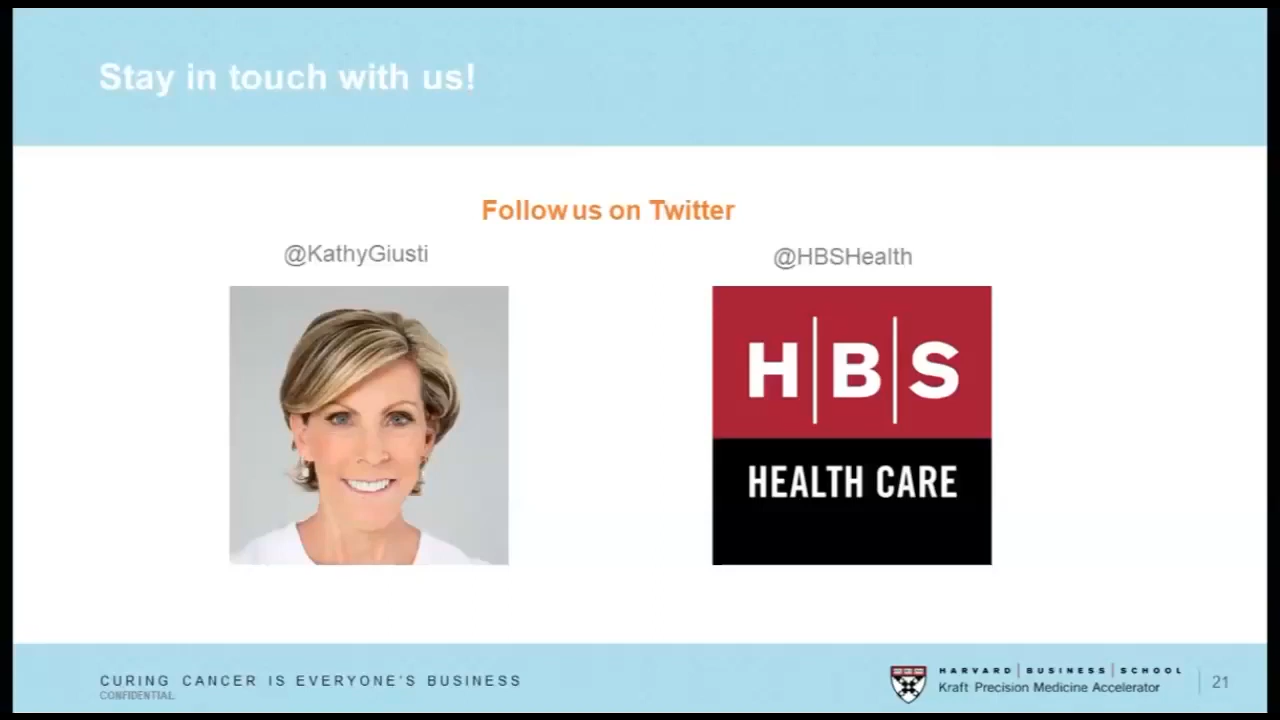 Stay in touch with us!
Follow us on Twitter
@KathyGiusti
@HBSHealth
H|B|S
HEALTH CARE
CURING CANCER IS EVERYONE'S BUSINESS
CONFIDENTIAL
HARVARD|BUSINESS|SCHOOL
Kraft Precision Medicine Accelerator
21